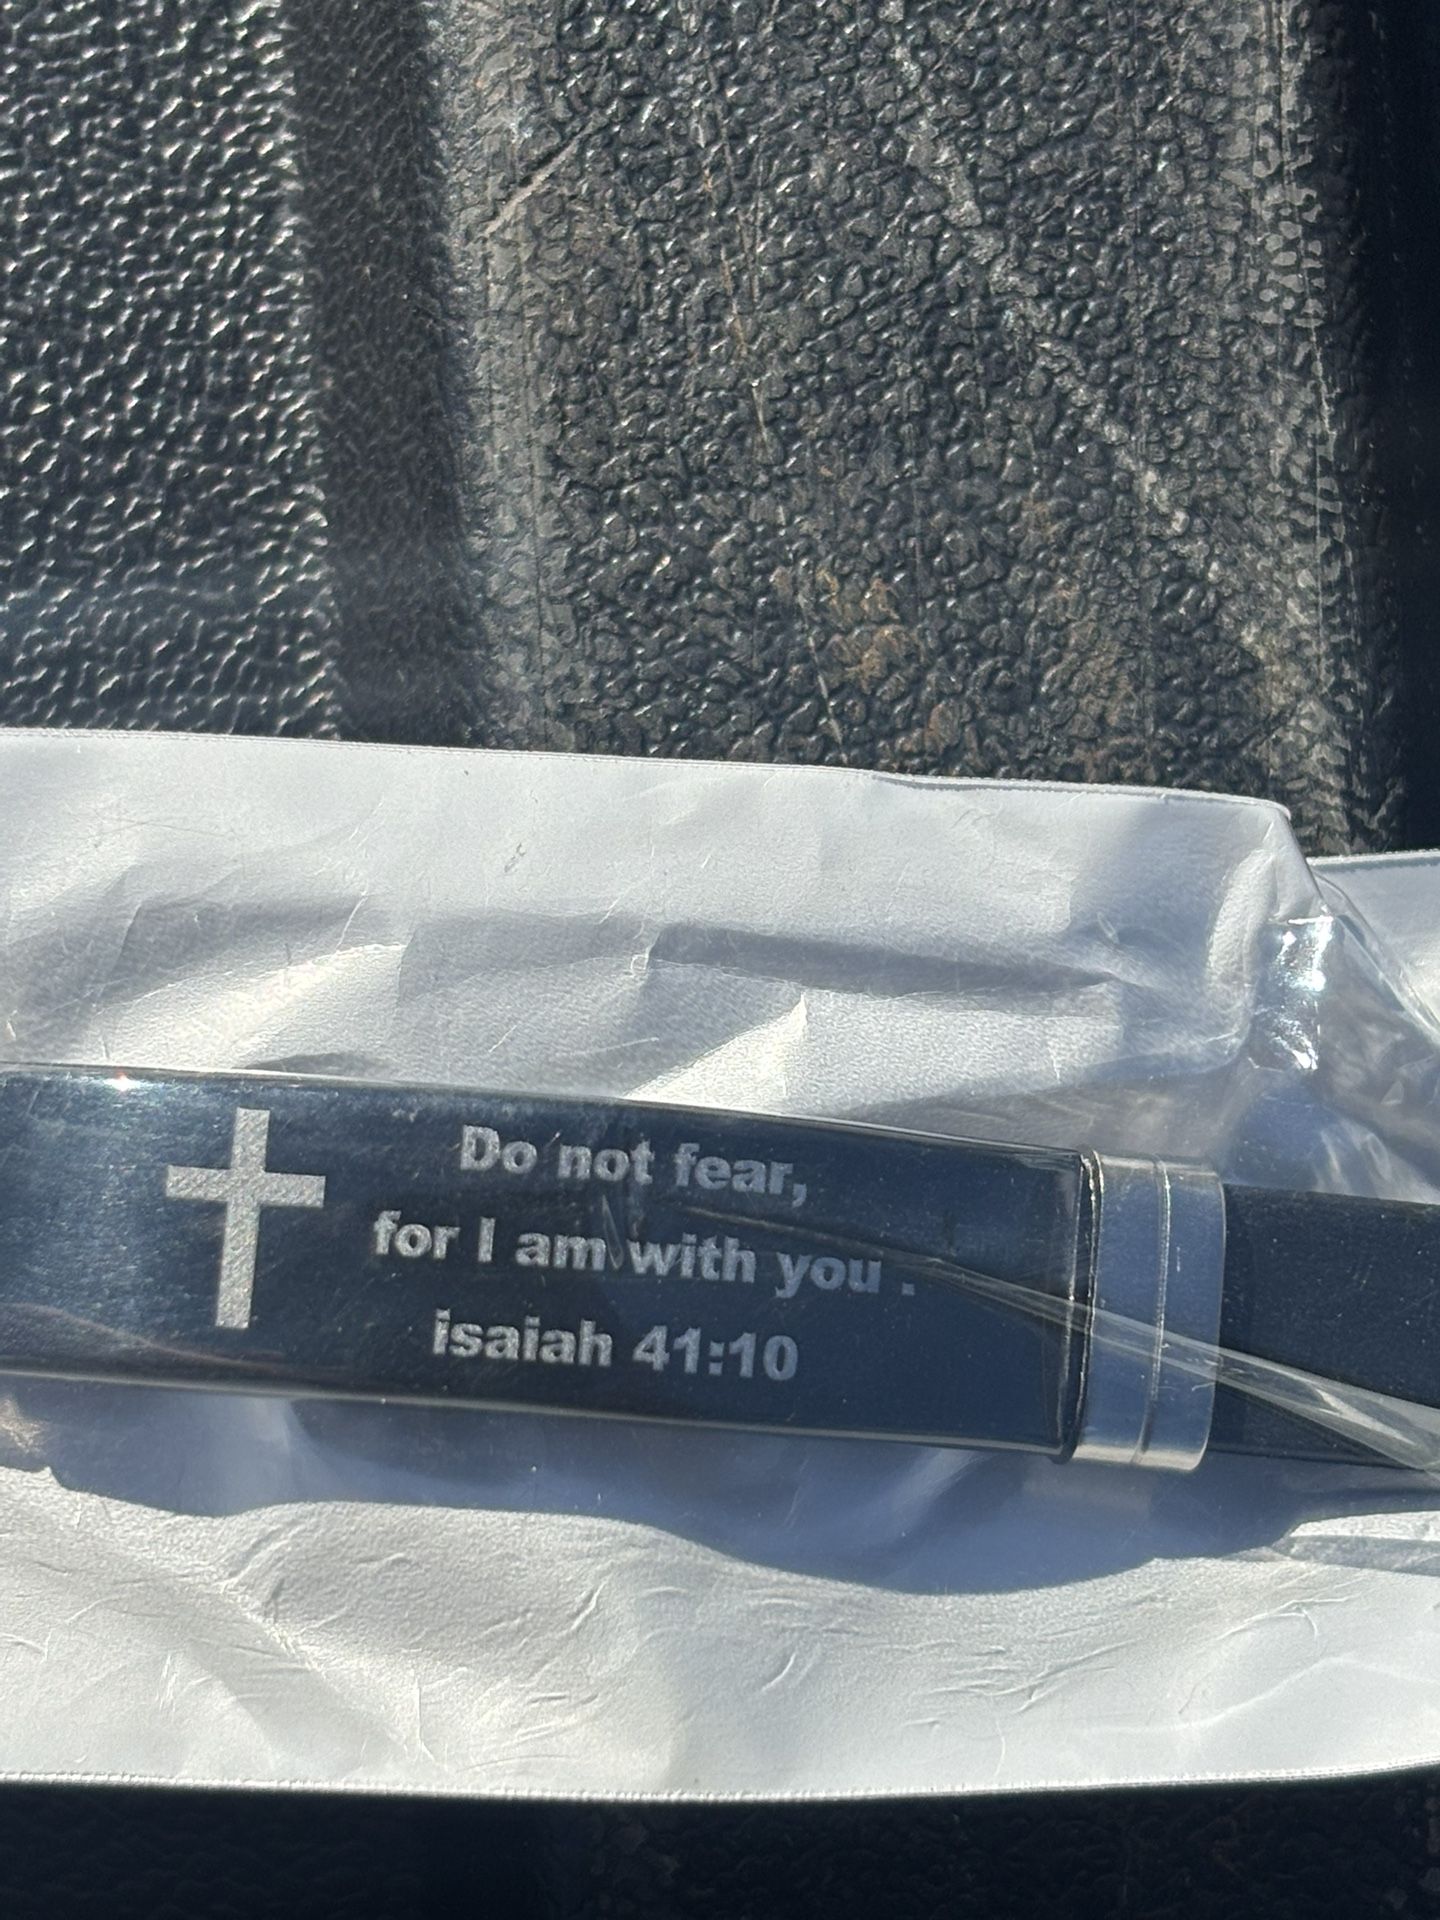 Do not fear,
for I am with you .
isaiah 41:10